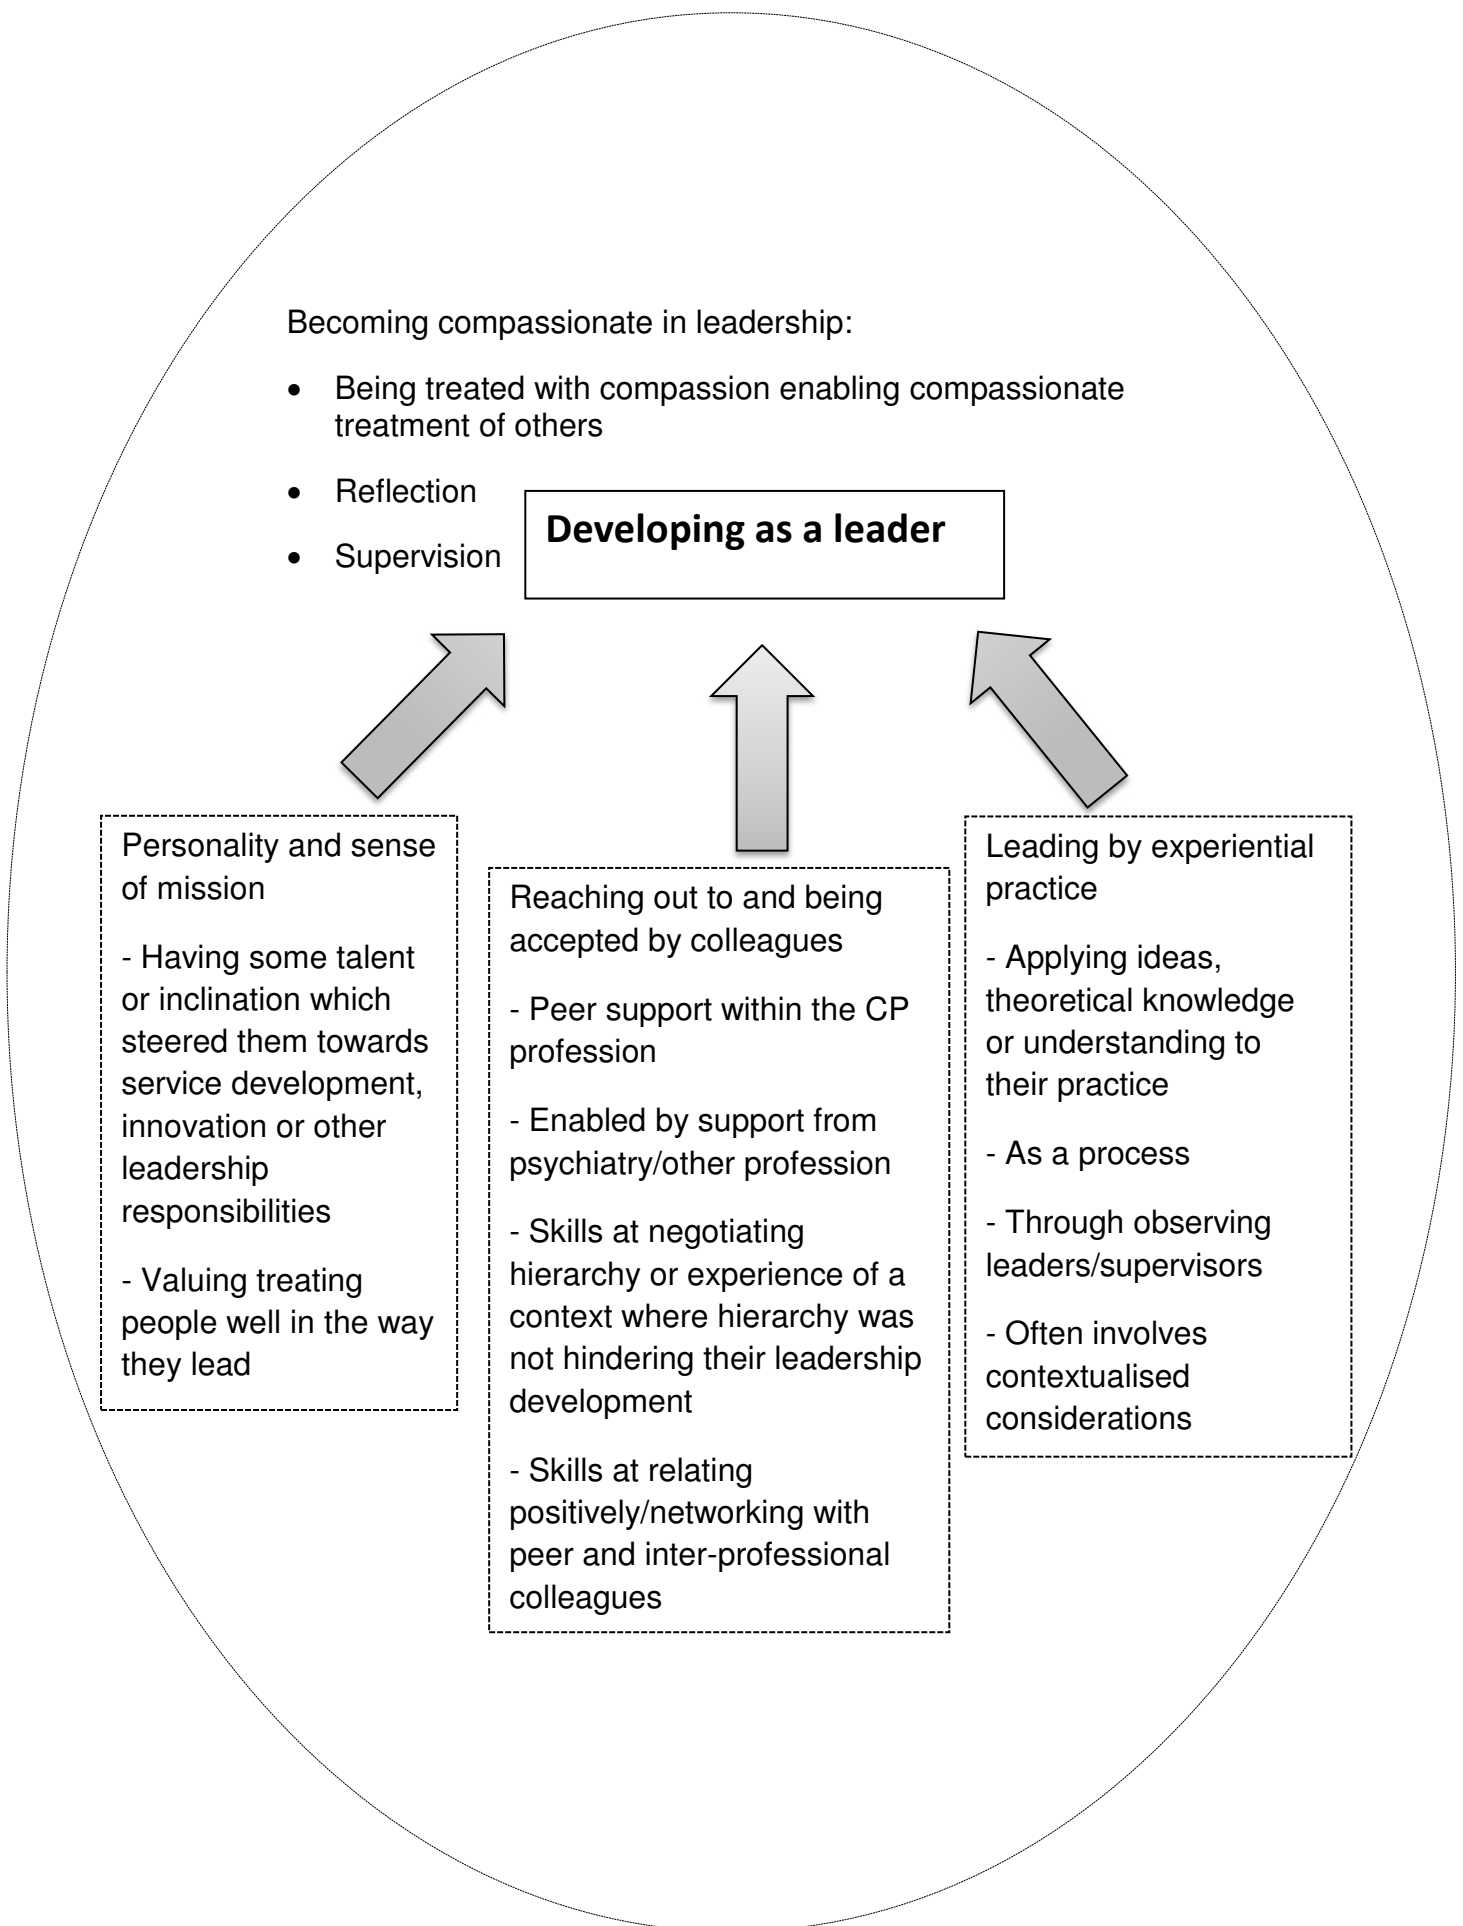 Becoming compassionate in leadership:
• Being treated with compassion enabling compassionate
treatment of others
• Reflection
• Supervision
Developing as a leader
Personality and sense
of mission
- Having some talent
or inclination which
steered them towards
service development,
innovation or other
leadership
responsibilities
- Valuing treating
people well in the way
they lead
Reaching out to and being
accepted by colleagues
- Peer support within the CP
profession
- Enabled by support from
psychiatry/other profession
- Skills at negotiating
hierarchy or experience of a
context where hierarchy was
not hindering their leadership
development
- Skills at relating
positively/networking with
peer and inter-professional
colleagues
Leading by experiential
practice
- Applying ideas,
theoretical knowledge
or understanding to
their practice
- As a process
- Through observing
leaders/supervisors
- Often involves
contextualised
considerations